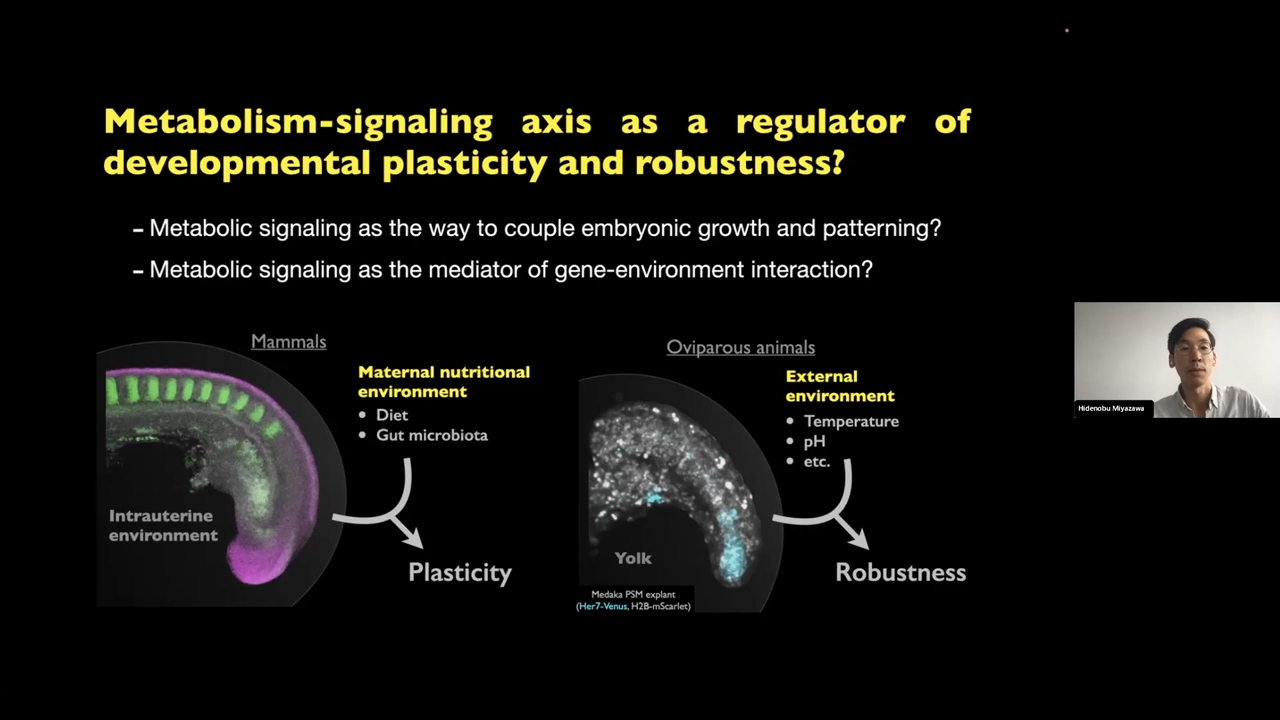 Metabolism-signaling axis as a regulator of
developmental plasticity and robustness?
– Metabolic signaling as the way to couple embryonic growth and patterning?
– Metabolic signaling as the mediator of gene-environment interaction?
Mammals
Maternal nutritional
environment
• Diet
• Gut microbiota
Intrauterine
environment
Plasticity
Oviparous animals
External
environment
• Temperature
• pH
• etc.
Yolk
Robustness
Medaka PSM explant
(Her7-Venus, H2B-mScarlet)
Hidenobu Miyazawa